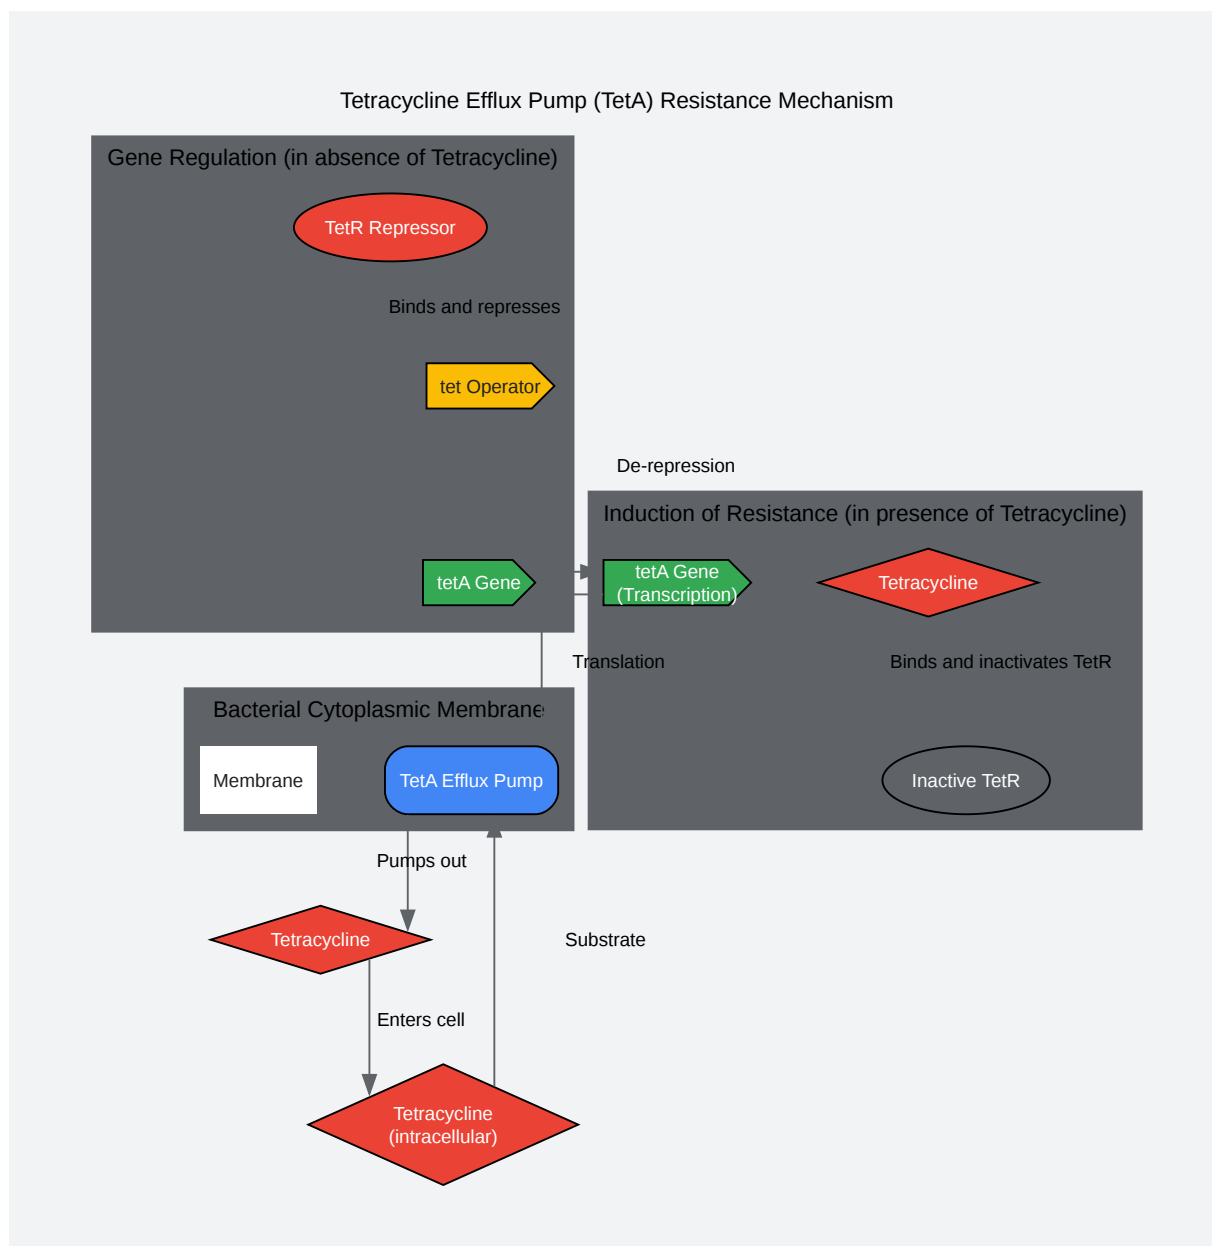 Tetracycline Efflux Pump (TetA) Resistance Mechanism
Gene Regulation (in absence of Tetracycline)
TetR Repressor
Binds and represses
tet Operator
De-repression
Induction of Resistance (in presence of Tetracycline)
tetA Gene
tetA Gene
(Transcription)
Tetracycline
Translation
Binds and inactivates TetR
Bacterial Cytoplasmic Membrane
Membrane
TetA Efflux Pump
Inactive TetR
Pumps out
Tetracycline
Substrate
Enters cell
Tetracycline
(intracellular)